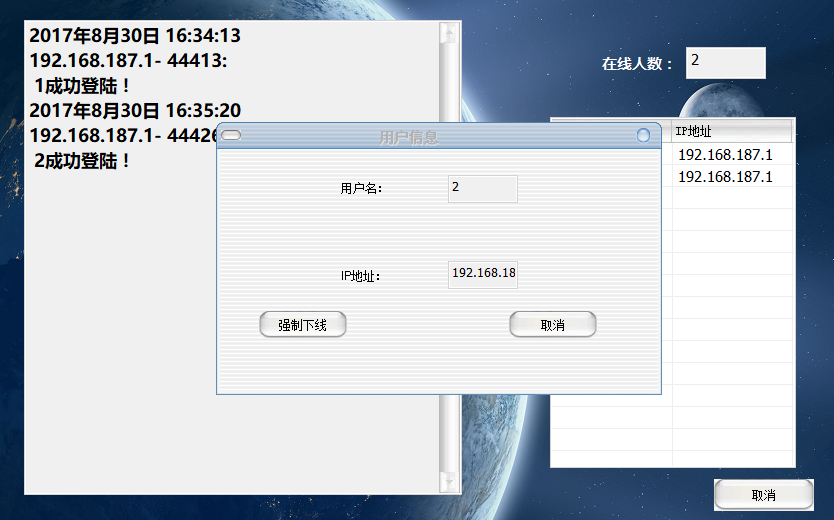 2017年8月30日 16:34:13
192.168.187.1- 44413:
1成功登陆！
2017年8月30日 16:35:20
192.168.187.1- 44426
2成功登陆！
在线人数：
2
IP地址
192.168.187.1
192.168.187.1
用户信息
用户名：
2
IP地址：
192.168.18
强制下线
取消
取消